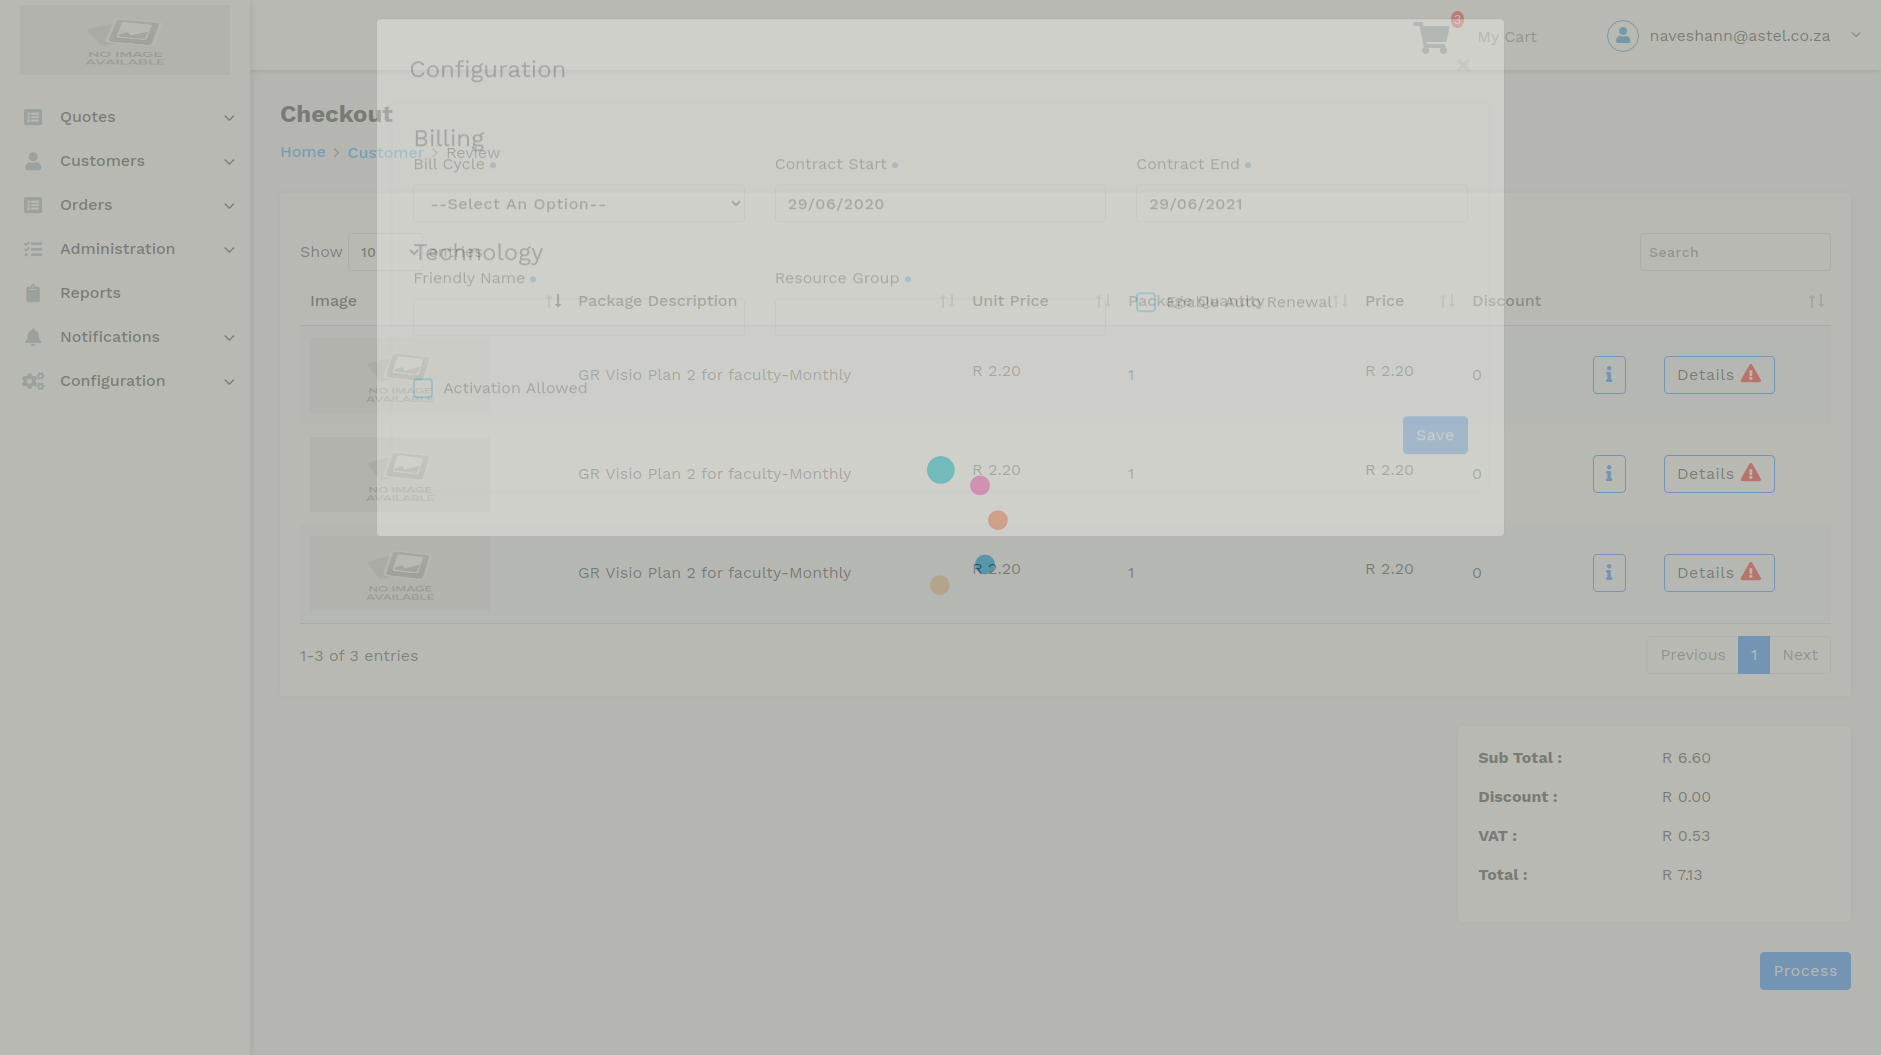 NO IMAGE
AVAILABLE
Quotes
Customers
Orders
Administration
Reports
Notifications
Configuration
3
My Cart
naveshann@astel.co.za
Checkout
Home > Customer > Review
Configuration
×
Billing
Bill Cycle
Contract Start
Contract End
--Select An Option--
29/06/2020
29/06/2021
Technology
Friendly Name
Resource Group
Enable Auto Renewal
Activation Allowed
Save
Show 10 entries
Search
Image Package Description Unit Price Package Quantity Price Discount
NO IMAGE
AVAILABLE
GR Visio Plan 2 for faculty-Monthly R 2.20 1 R 2.20 0 i Details
NO IMAGE
AVAILABLE
GR Visio Plan 2 for faculty-Monthly R 2.20 1 R 2.20 0 i Details
NO IMAGE
AVAILABLE
GR Visio Plan 2 for faculty-Monthly R 2.20 1 R 2.20 0 i Details
1-3 of 3 entries
Previous 1 Next
Sub Total : R 6.60
Discount : R 0.00
VAT : R 0.53
Total : R 7.13
Process